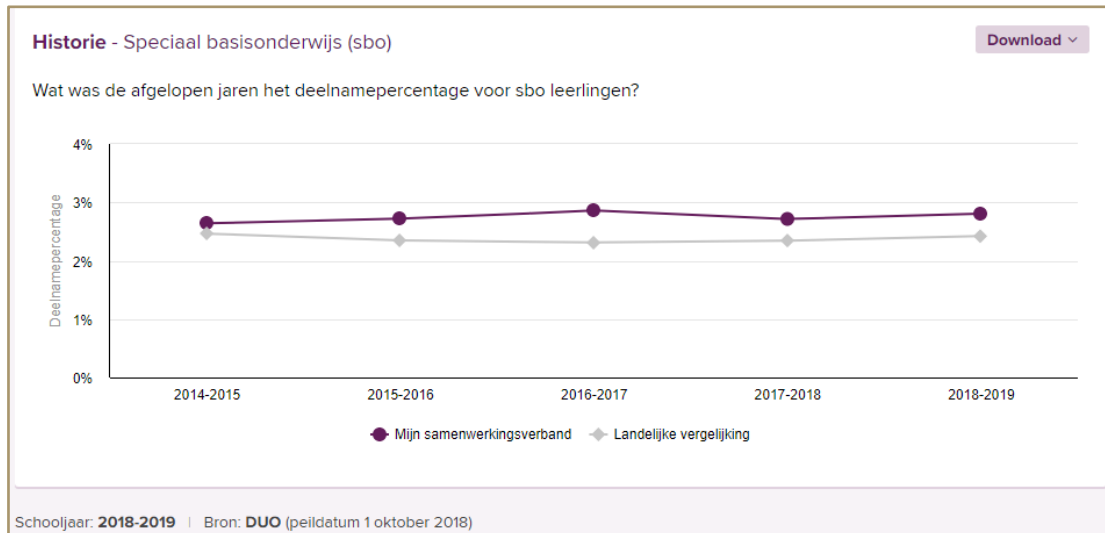 Historie - Speciaal basisonderwijs (sbo)
Download
Wat was de afgelopen jaren het deelnamepercentage voor sbo leerlingen?
4%
3%
2%
1%
0%
Deelnamepercentage
2014-2015
2015-2016
2016-2017
2017-2018
2018-2019
Mijn samenwerkingsverband
Landelijke vergelijking
Schooljaar: 2018-2019 | Bron: DUO (peildatum 1 oktober 2018)